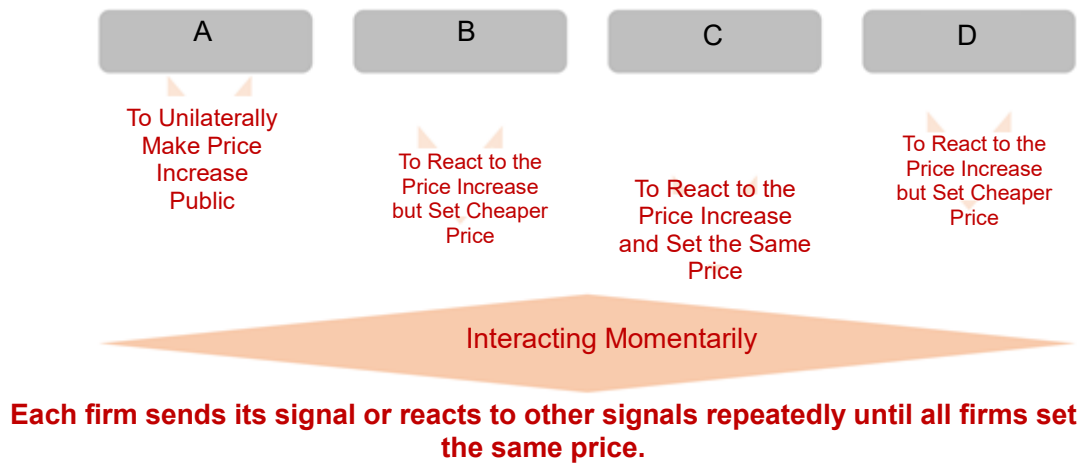 A
B
C
D
To Unilaterally
Make Price
Increase
Public
To React to the
Price Increase
but Set Cheaper
Price
To React to the
Price Increase
and Set the Same
Price
To React to the
Price Increase
but Set Cheaper
Price
Interacting Momentarily
Each firm sends its signal or reacts to other signals repeatedly until all firms set
the same price.